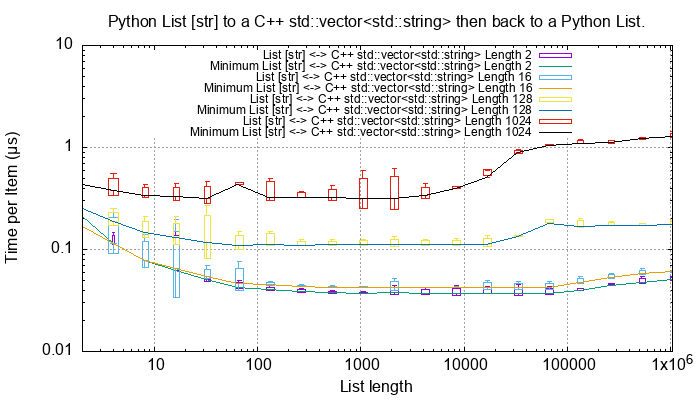 Python List [str] to a C++ std::vector<std::string> then back to a Python List.
10
List [str] <-> C++ std::vector<std::string> Length 2
Minimum List [str] <-> C++ std::vector<std::string> Length 2
List [str] <-> C++ std::vector<std::string> Length 16
Minimum List [str] <-> C++ std::vector<std::string> Length 16
List [str] <-> C++ std::vector<std::string> Length 128
Minimum List [str] <-> C++ std::vector<std::string> Length 128
List [str] <-> C++ std::vector<std::string> Length 1024
Minimum List [str] <-> C++ std::vector<std::string> Length 1024
1
Time per Item (µs)
0.1
0.01
10 100 1000 10000 100000 1x10⁶
List length